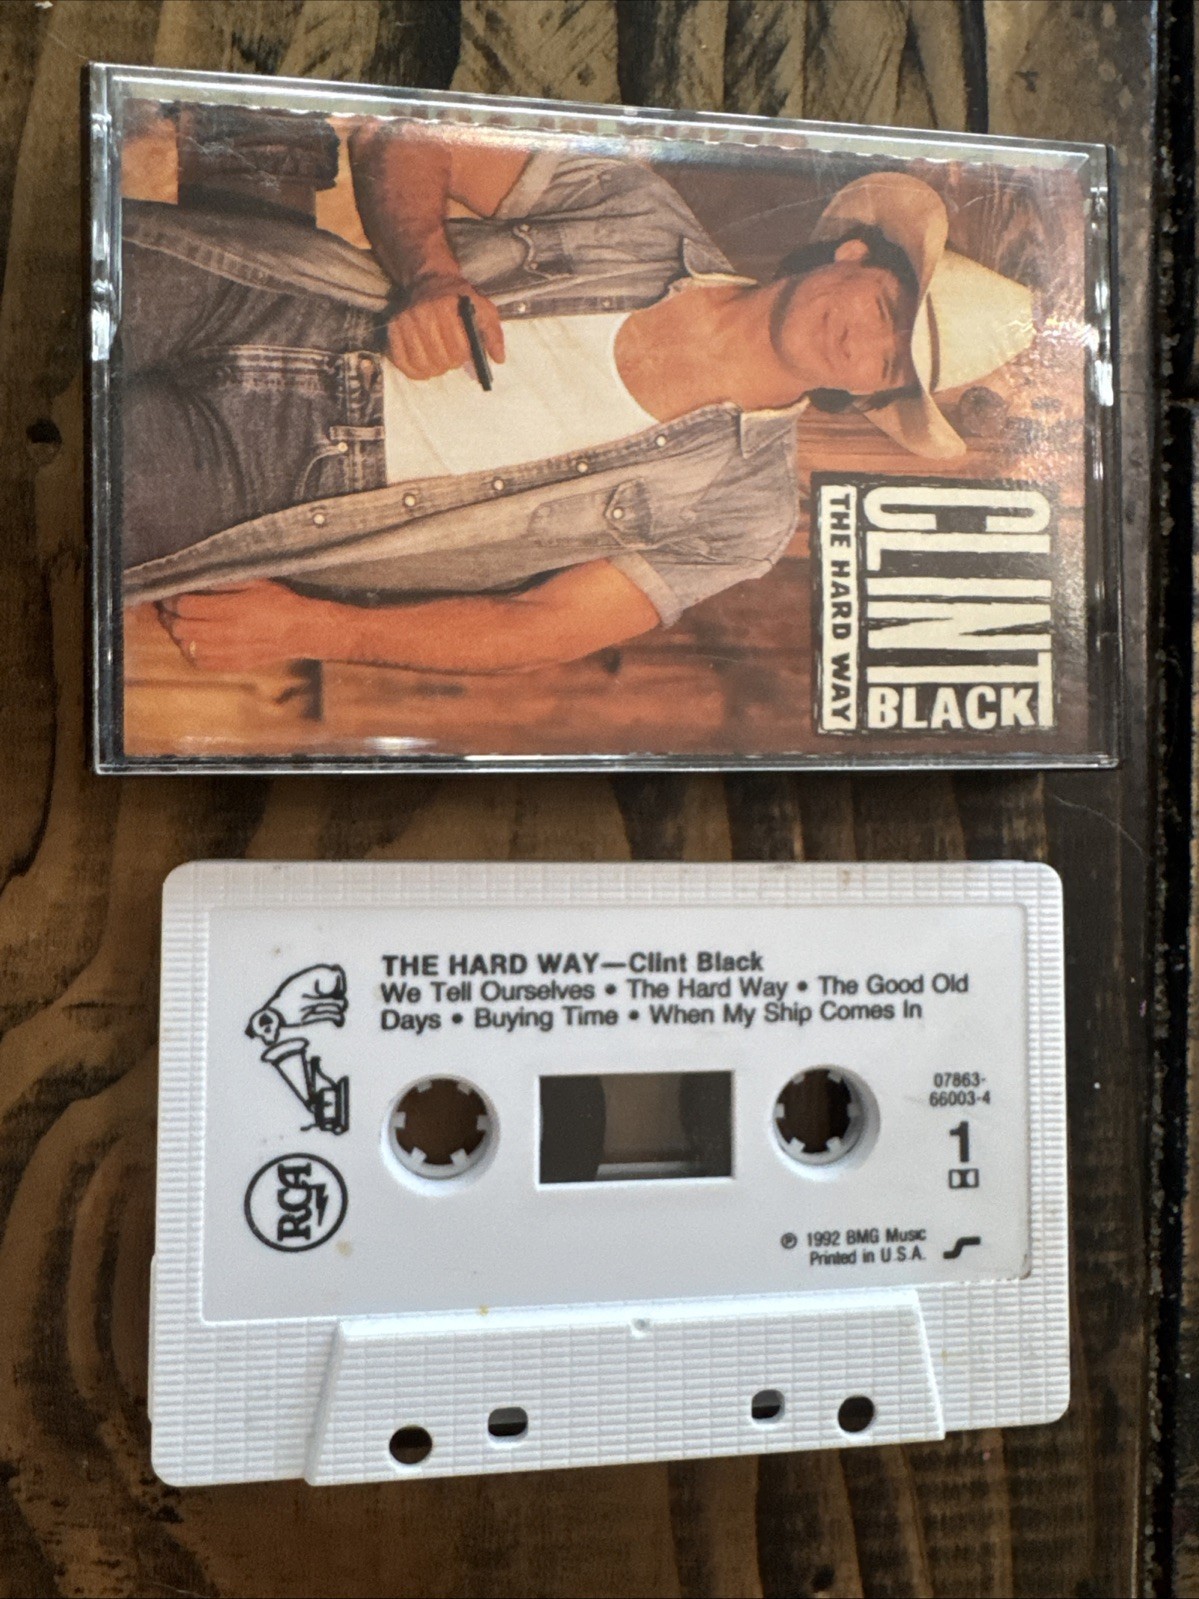 CLINT
BLACK
THE HARD WAY
THE HARD WAY—Clint Black
We Tell Ourselves • The Hard Way • The Good Old
Days • Buying Time • When My Ship Comes In
07863-
66003-4
1
RCA
℗ 1992 BMG Music
Printed in U.S.A.